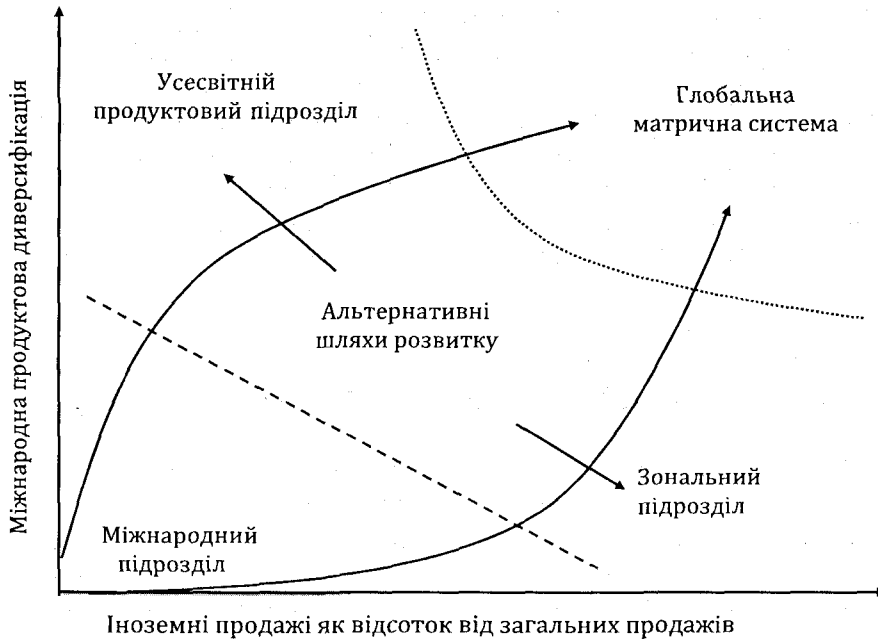 Міжнародна продуктова диверсифікація
Усесвітній
продуктовий підрозділ
Глобальна
матрична система
Альтернативні
шляхи розвитку
Зональний
підрозділ
Міжнародний
підрозділ
Іноземні продажі як відсоток від загальних продажів